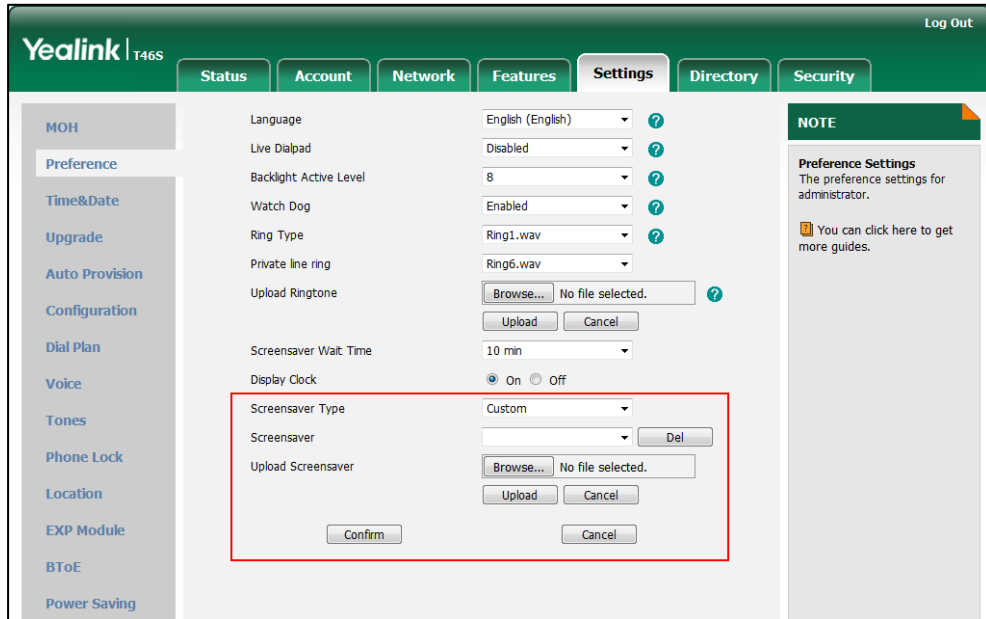 Log Out
Yealink | T46S
Status Account Network Features Settings Directory Security
MOH
Preference
Time&Date
Upgrade
Auto Provision
Configuration
Dial Plan
Voice
Tones
Phone Lock
Location
EXP Module
BToE
Power Saving
Language English (English) ?
Live Dialpad Disabled ?
Backlight Active Level 8 ?
Watch Dog Enabled ?
Ring Type Ring1.wav ?
Private line ring Ring6.wav
Upload Ringtone Browse... No file selected. ?
Upload Cancel
Screensaver Wait Time 10 min
Display Clock On Off
Screensaver Type Custom
Screensaver Del
Upload Screensaver Browse... No file selected.
Upload Cancel
Confirm Cancel
NOTE
Preference Settings
The preference settings for
administrator.
? You can click here to get
more guides.